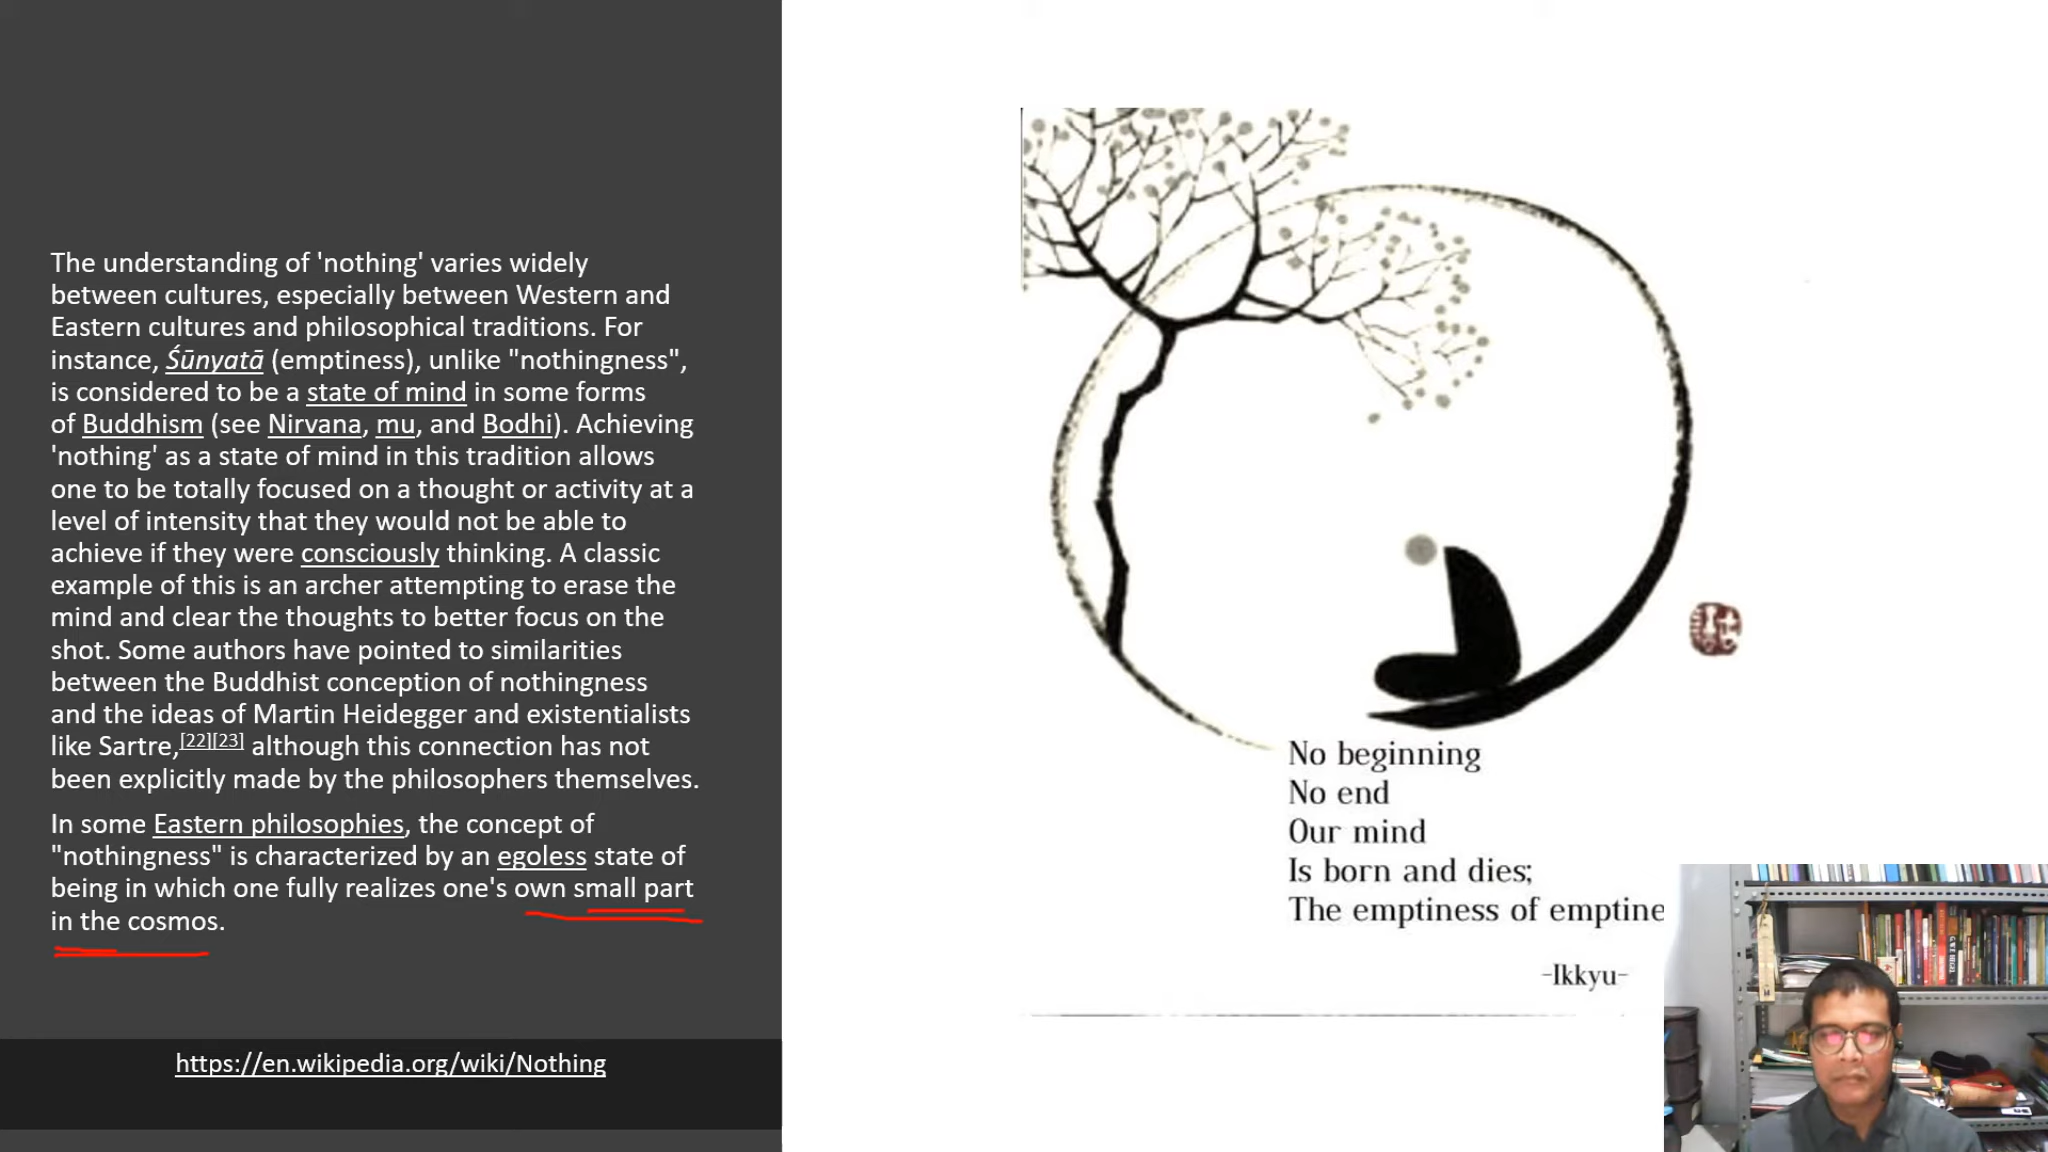 The understanding of 'nothing' varies widely
between cultures, especially between Western and
Eastern cultures and philosophical traditions. For
instance, Śūnyatā (emptiness), unlike "nothingness",
is considered to be a state of mind in some forms
of Buddhism (see Nirvana, mu, and Bodhi). Achieving
'nothing' as a state of mind in this tradition allows
one to be totally focused on a thought or activity at a
level of intensity that they would not be able to
achieve if they were consciously thinking. A classic
example of this is an archer attempting to erase the
mind and clear the thoughts to better focus on the
shot. Some authors have pointed to similarities
between the Buddhist conception of nothingness
and the ideas of Martin Heidegger and existentialists
like Sartre,[22][23] although this connection has not
been explicitly made by the philosophers themselves.
In some Eastern philosophies, the concept of
"nothingness" is characterized by an egoless state of
being in which one fully realizes one's own small part
in the cosmos.
https://en.wikipedia.org/wiki/Nothing
No beginning
No end
Our mind
Is born and dies;
The emptiness of emptine
-Ikkyu-